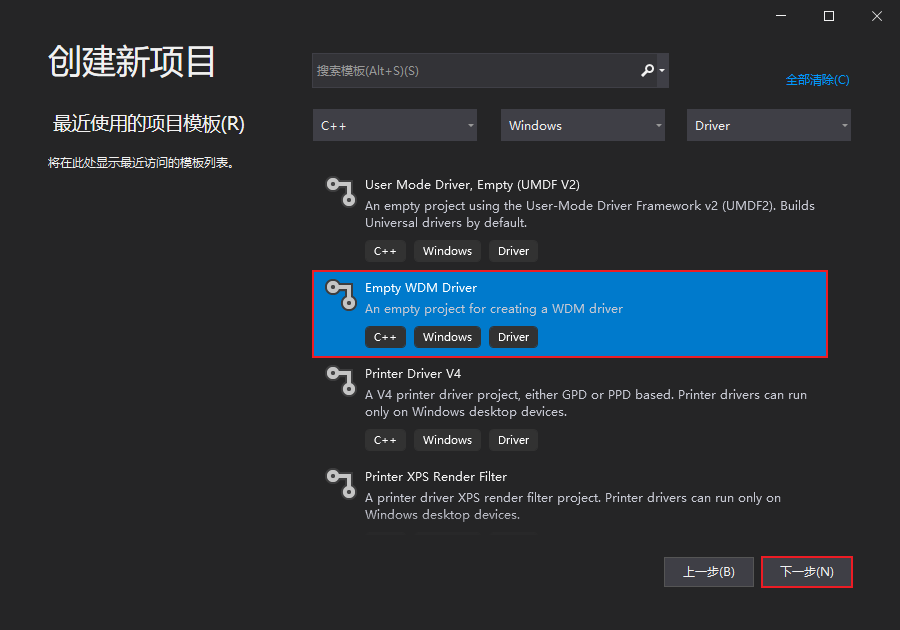 创建新项目
最近使用的项目模板(R)
将在此处显示最近访问的模板列表。
搜索模板(Alt+S)(S)
全部清除(C)
C++
Windows
Driver
User Mode Driver, Empty (UMDF V2)
An empty project using the User-Mode Driver Framework v2 (UMDF2). Builds
Universal drivers by default.
C++ Windows Driver
Empty WDM Driver
An empty project for creating a WDM driver
C++ Windows Driver
Printer Driver V4
A V4 printer driver project, either GPD or PPD based. Printer drivers can run
only on Windows desktop devices.
C++ Windows Driver
Printer XPS Render Filter
A printer driver XPS render filter project. Printer drivers can run only on
Windows desktop devices.
上一步(B)
下一步(N)